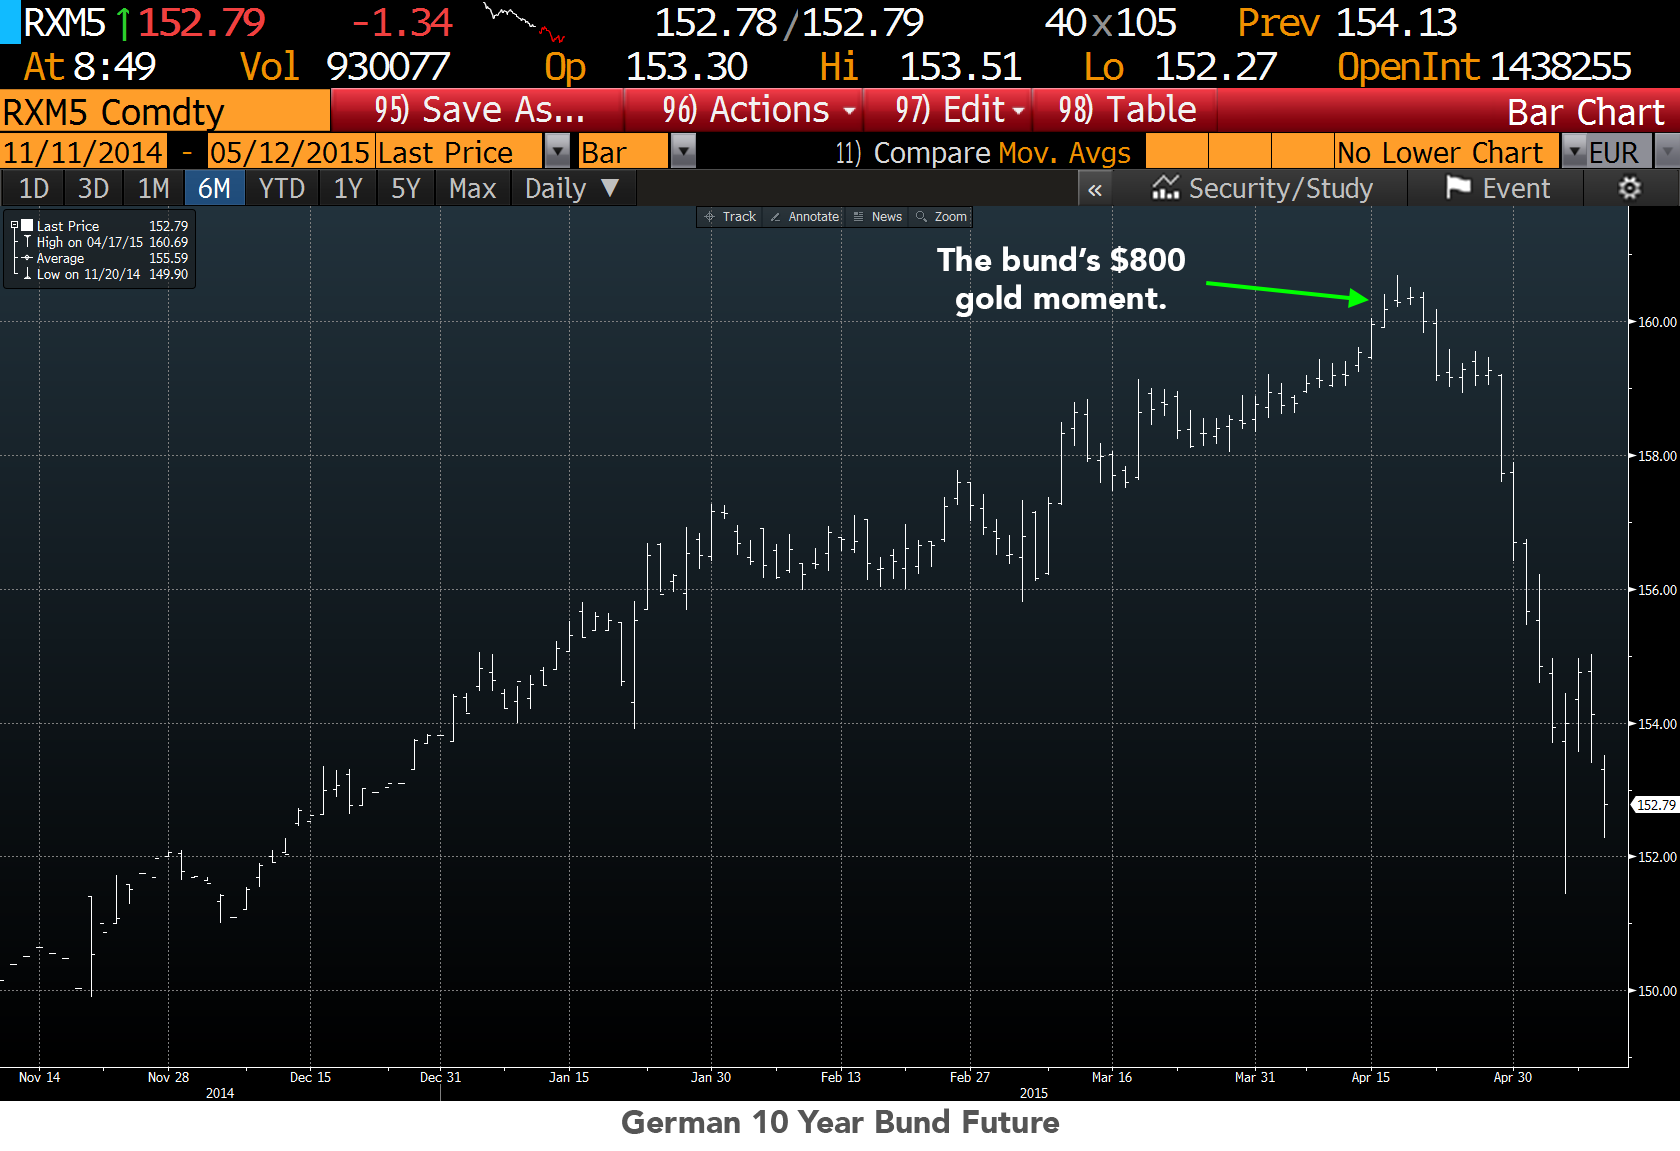 RXM5 ↑152.79 -1.34 152.78/152.79 40x105 Prev 154.13
At 8:49 Vol 930077 Op 153.30 Hi 153.51 Lo 152.27 OpenInt 1438255
RXM5 Comdty 95) Save As... 96) Actions 97) Edit 98) Table Bar Chart
11/11/2014 - 05/12/2015 Last Price Bar 11) Compare Mov. Avgs No Lower Chart EUR
1D 3D 1M 6M YTD 1Y 5Y Max Daily ▼ « Security/Study Event
Track Annotate News Zoom
Last Price 152.79
High on 04/17/15 160.69
Average 155.59
Low on 11/20/14 149.90
The bund's $800
gold moment.
160.00
158.00
156.00
154.00
152.79
152.00
150.00
Nov 14 Nov 28 Dec 15 Dec 31 Jan 15 Jan 30 Feb 13 Feb 27 Mar 16 Mar 31 Apr 15 Apr 30
2014 2015
German 10 Year Bund Future